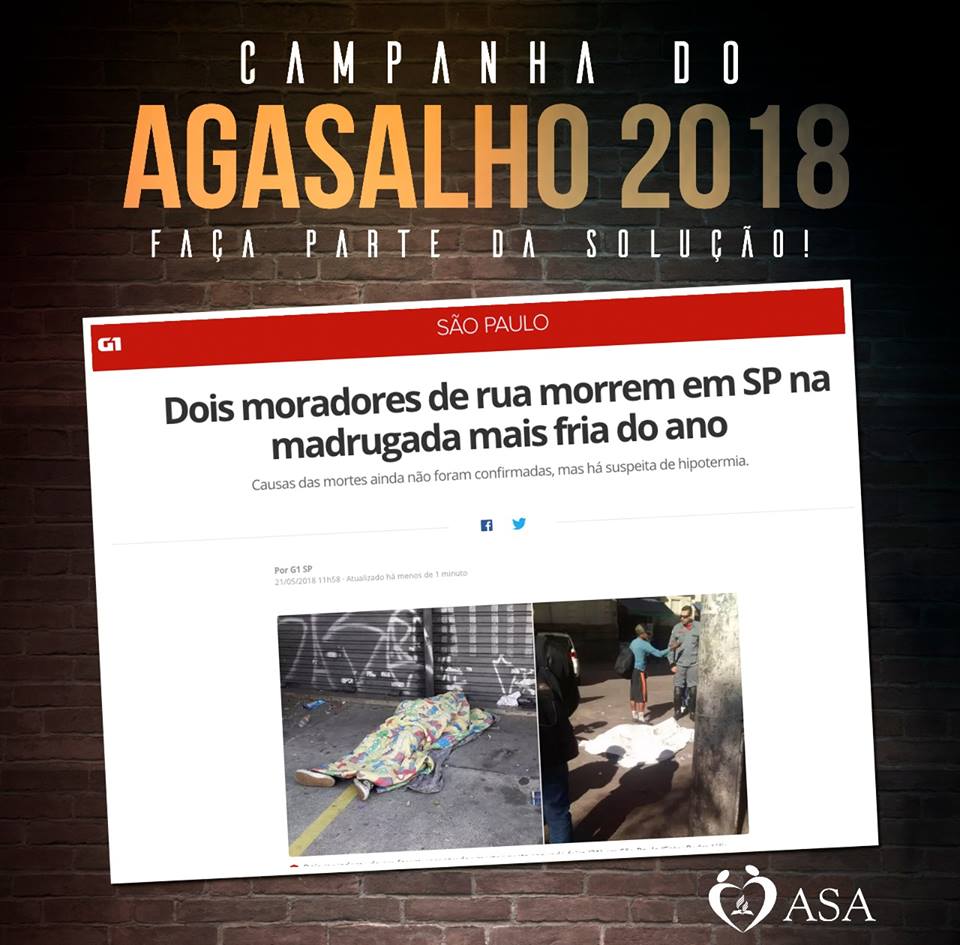 CAMPANHA DO
AGASALHO 2018
FAÇA PARTE DA SOLUÇÃO!
G1
SÃO PAULO
Dois moradores de rua morrem em SP na
madrugada mais fria do ano
Causas das mortes ainda não foram confirmadas, mas há suspeita de hipotermia.
Por G1 SP
21/05/2018 11h58 · Atualizado há menos de 1 minuto
ASA